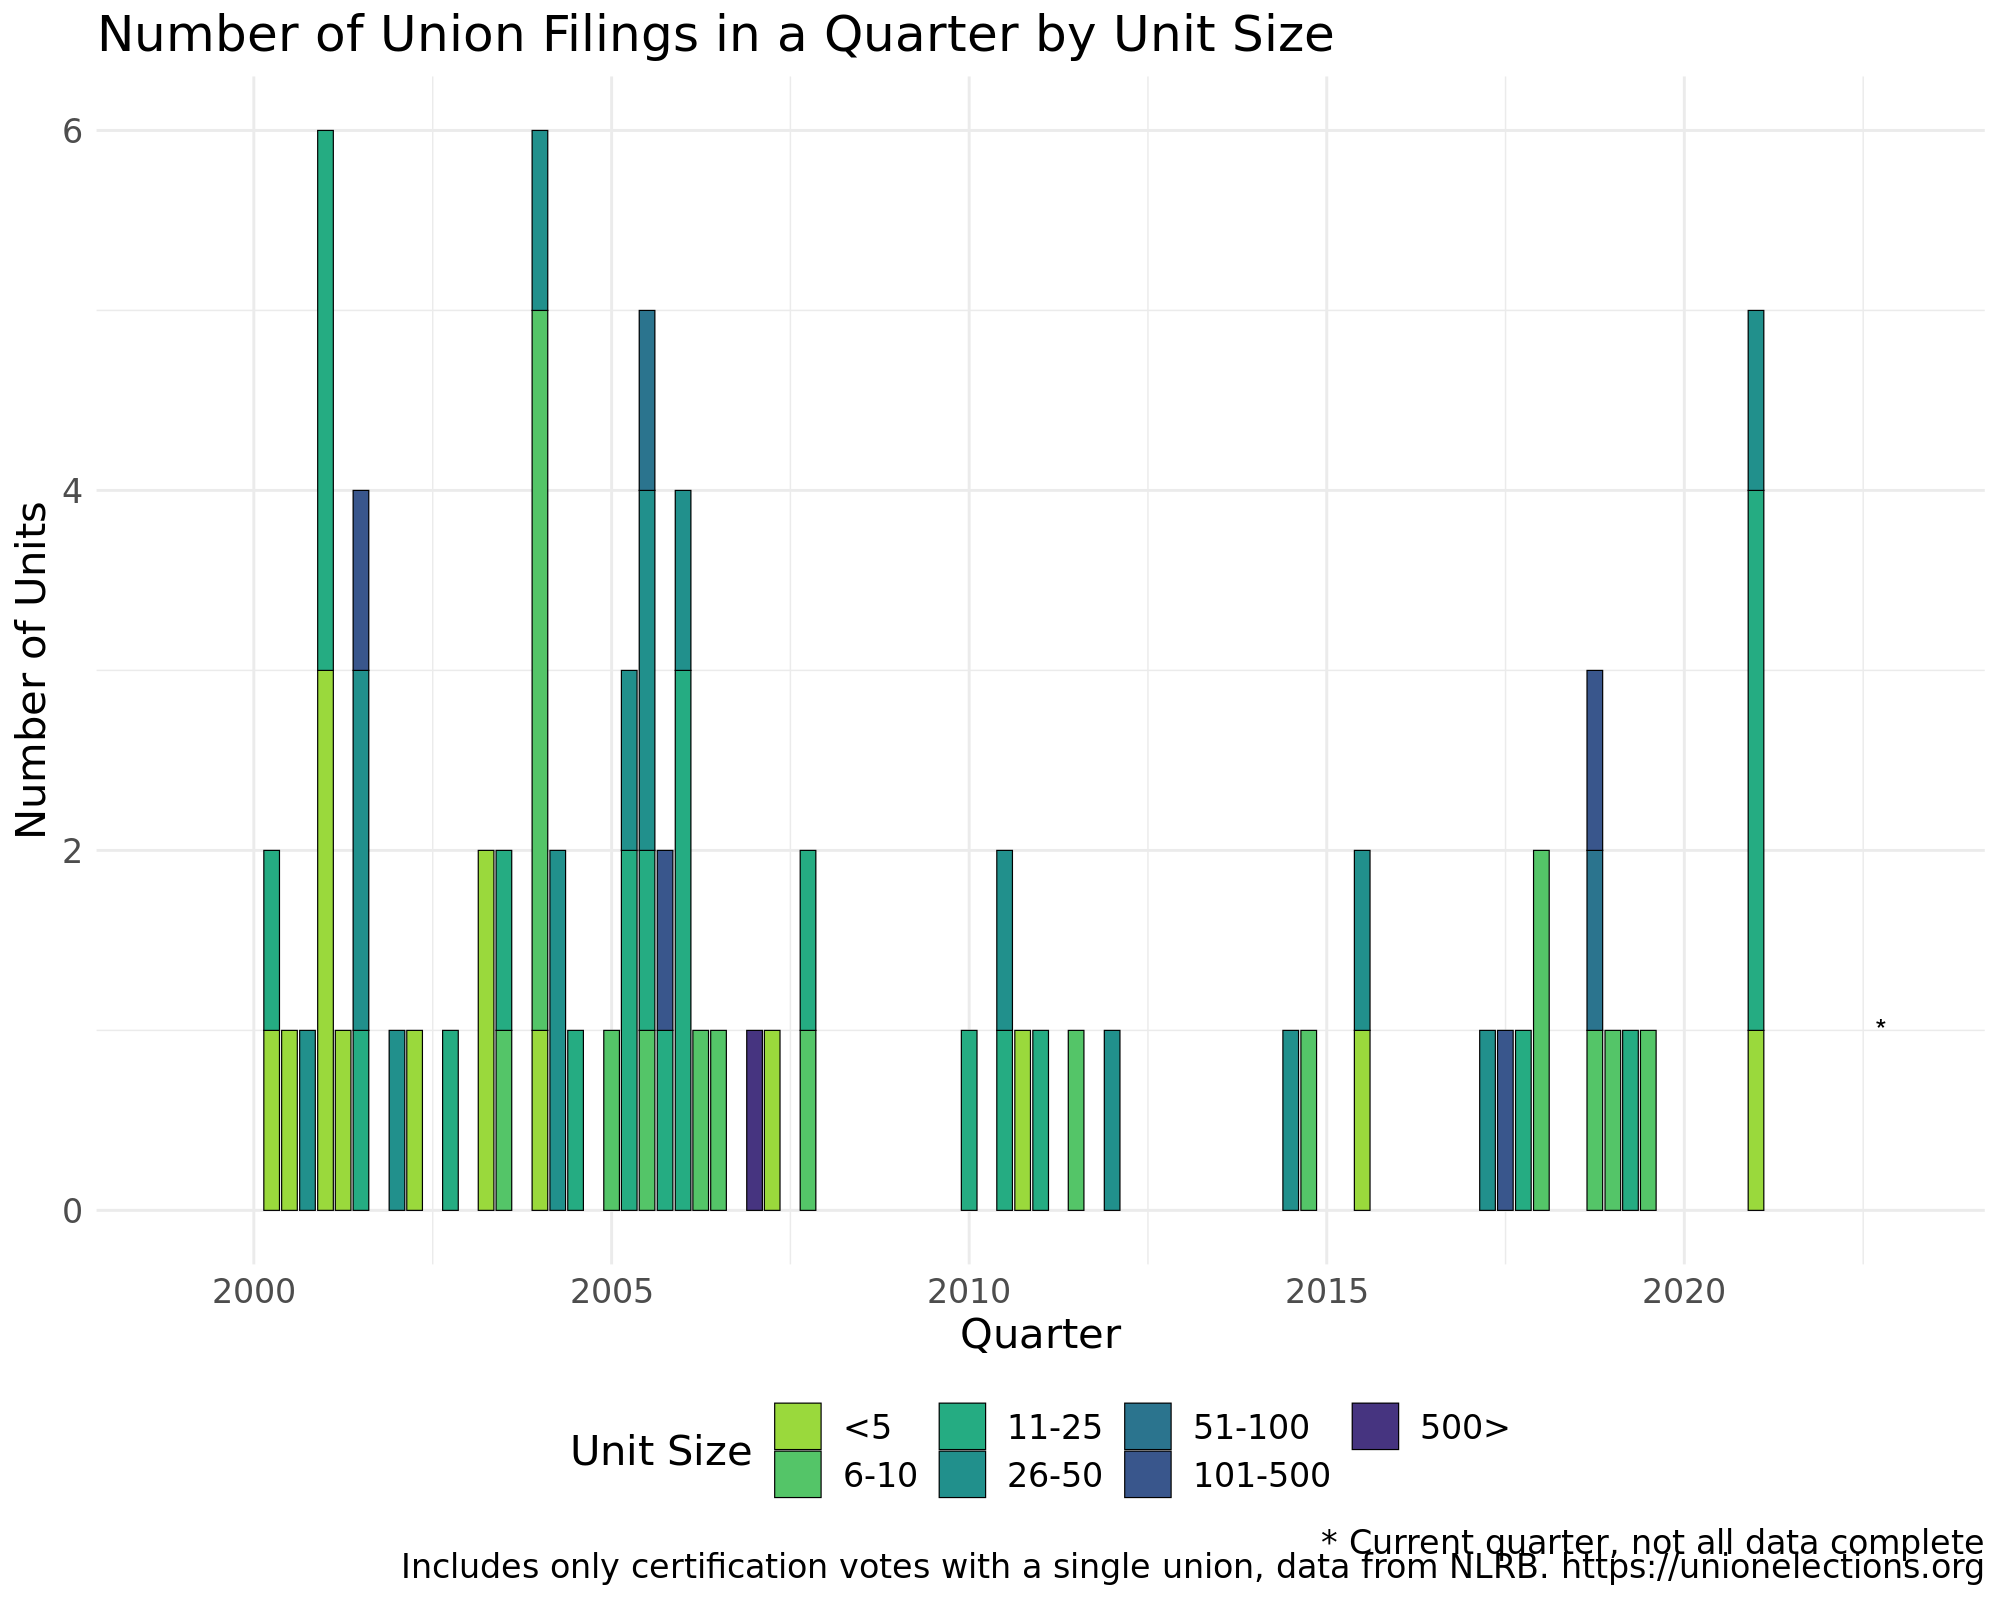 Number of Union Filings in a Quarter by Unit Size
Number of Units
6
4
2
0
2000 2005 2010 2015 2020
*
Quarter
Unit Size
<5 11-25 51-100 500>
6-10 26-50 101-500
* Current quarter, not all data complete
Includes only certification votes with a single union, data from NLRB. https://unionelections.org